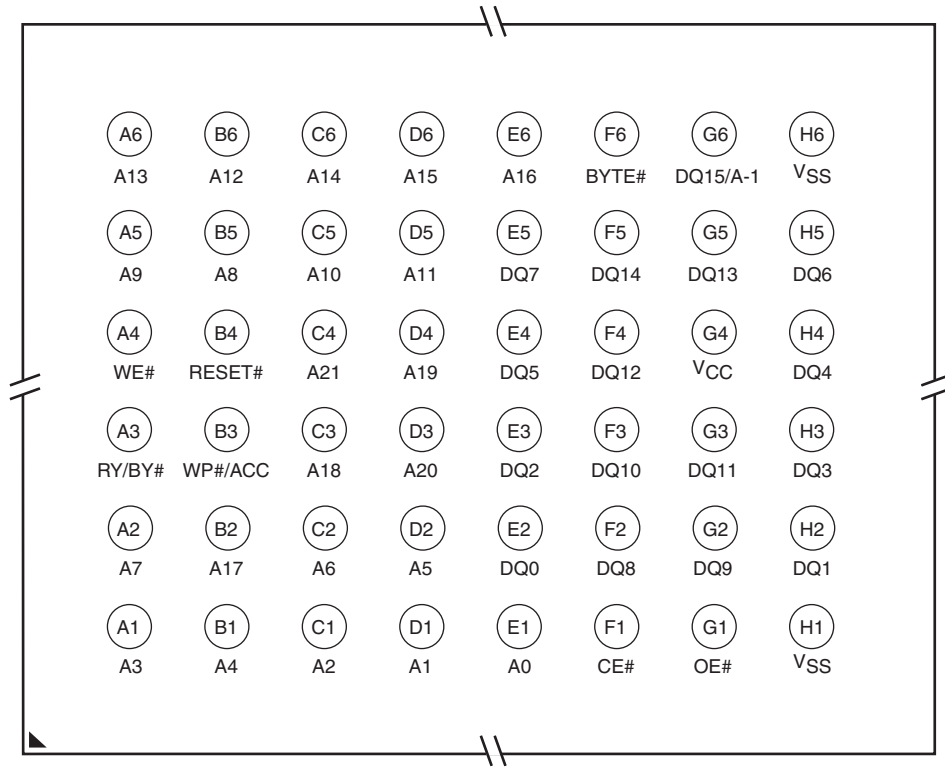 A6 B6 C6 D6 E6 F6 G6 H6
A13 A12 A14 A15 A16 BYTE# DQ15/A-1 VSS
A5 B5 C5 D5 E5 F5 G5 H5
A9 A8 A10 A11 DQ7 DQ14 DQ13 DQ6
A4 B4 C4 D4 E4 F4 G4 H4
WE# RESET# A21 A19 DQ5 DQ12 VCC DQ4
A3 B3 C3 D3 E3 F3 G3 H3
RY/BY# WP#/ACC A18 A20 DQ2 DQ10 DQ11 DQ3
A2 B2 C2 D2 E2 F2 G2 H2
A7 A17 A6 A5 DQ0 DQ8 DQ9 DQ1
A1 B1 C1 D1 E1 F1 G1 H1
A3 A4 A2 A1 A0 CE# OE# VSS